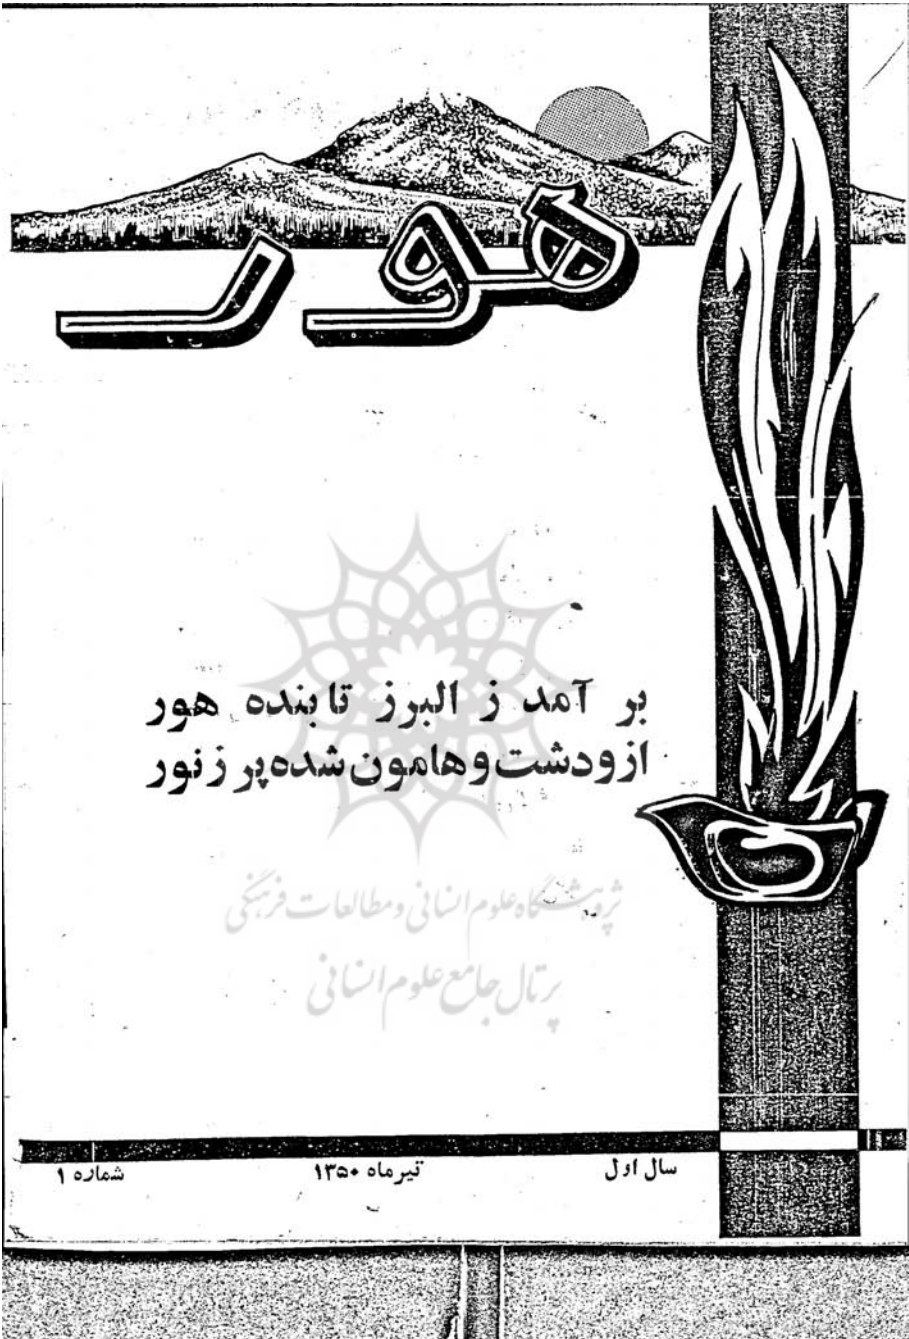 هور
بر آمد ز البرز تابنده هور
ازو دشت و هامون شده پر ز نور
پژوهشگاه علوم انسانی و مطالعات فرهنگی
پرتال جامع علوم انسانی
سال اول تیرماه ۱۳۵۰ شماره ۱